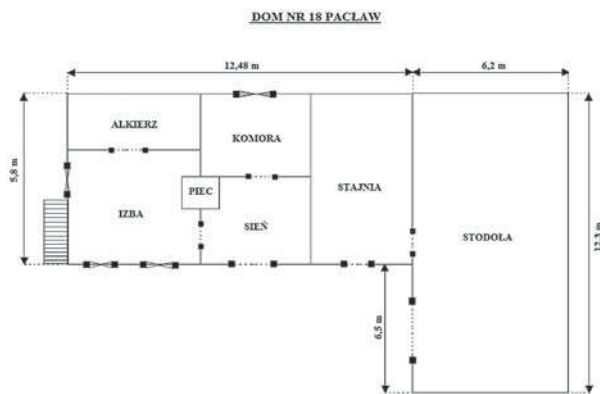 DOM NR 18 PACŁAW
12,48 m
6,2 m
ALKIERZ
KOMORA
5,8 m
PIEC
STAJNIA
IZBA
SIEŃ
STODOŁA
12,3 m
6,5 m